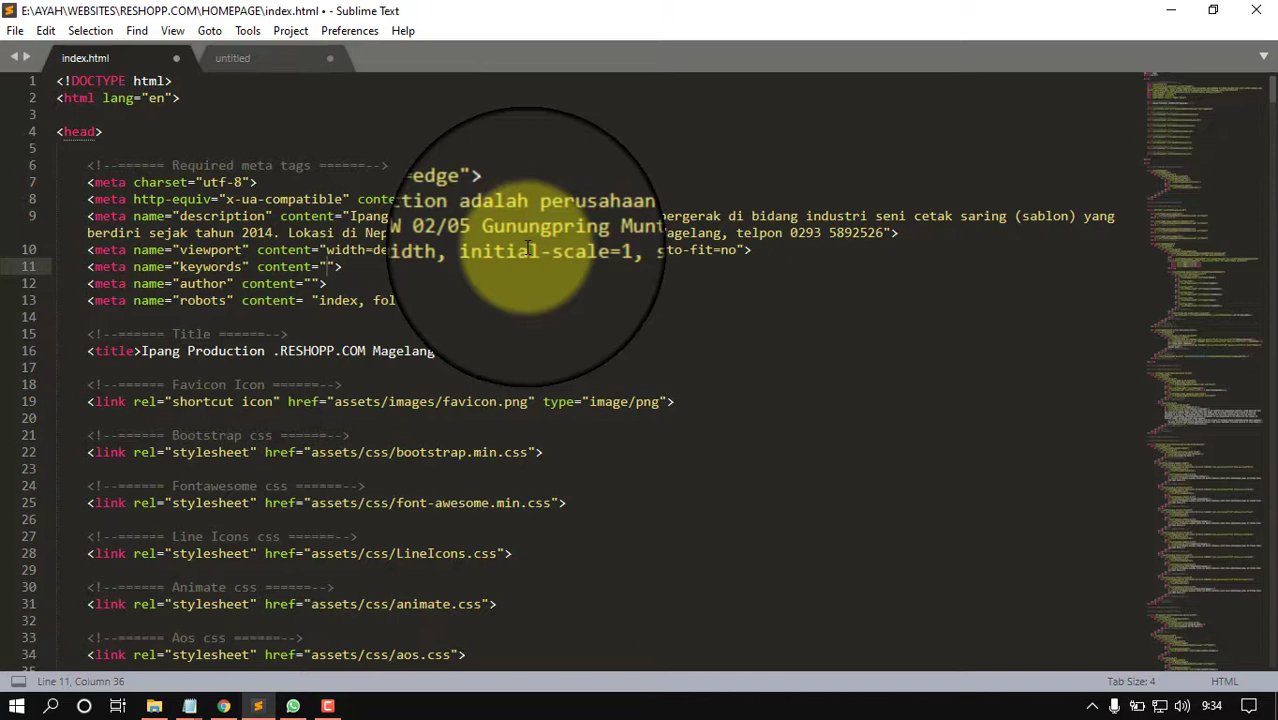 E:\AYAH\WEBSITES\RESHOPP.COM\HOMEPAGE\index.html • - Sublime Text
File Edit Selection Find View Goto Tools Project Preferences Help
index.html untitled
1 <!DOCTYPE html>
2 <html lang="en">
3
4 <head>
5
6 <!--====== Required meta tags ======-->
7 <meta charset="utf-8">
8 <meta http-equiv="x-ua-compatible" conte =edge">
9 <meta name="description" content="Ipang ction adalah perusahaan bergerak di bidang industri seni cetak saring (sablon) yang
berdiri sejak tahun 2014. Lokasi di Nep W 02/05 Gunungpring Munt agelang, telpon 0293 5892526">
10 <meta name="viewport" content="width=de idth, initial-scale=1, s to-fit=no">
11 <meta name="keywords" content="">
12 <meta name="author" content="">
13 <meta name="robots" content= "index, fol
14
15 <!--====== Title ======-->
16 <title>Ipang Production .RESHOPP.COM Magelang
17
18 <!--====== Favicon Icon ======-->
19 <link rel="shortcut icon" href="assets/images/favicon.png" type="image/png">
20
21 <!--====== Bootstrap css ======-->
22 <link rel="stylesheet" href="assets/css/bootstrap.min.css">
23
24 <!--====== Fontawesome css ======-->
25 <link rel="stylesheet" href="assets/css/font-awesome.min.css">
26
27 <!--====== Line Icons css ======-->
28 <link rel="stylesheet" href="assets/css/LineIcons.css">
29
30 <!--====== Animate css ======-->
31 <link rel="stylesheet" href="assets/css/animate.css">
32
33 <!--====== Aos css ======-->
34 <link rel="stylesheet" href="assets/css/aos.css">
35
Line 11, Column 36 Tab Size: 4 HTML
9:34